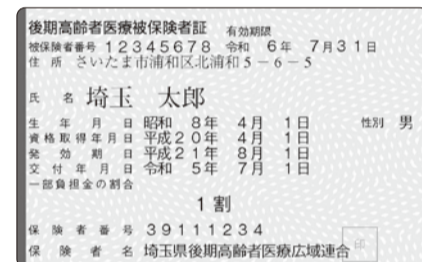 後期高齢者医療被保険者証 有効期限
被保険者番号 12345678 令和 6年 7月31日
住所 さいたま市浦和区北浦和5-6-5
氏名 埼玉 太郎
生年月日 昭和 8年 4月 1日 性別 男
資格取得年月日 平成20年 4月 1日
発効期日 平成21年 8月 1日
交付年月日 令和 5年 7月 1日
一部負担金の割合
1割
保険者番号 39111234
保険者名 埼玉県後期高齢者医療広域連合 印